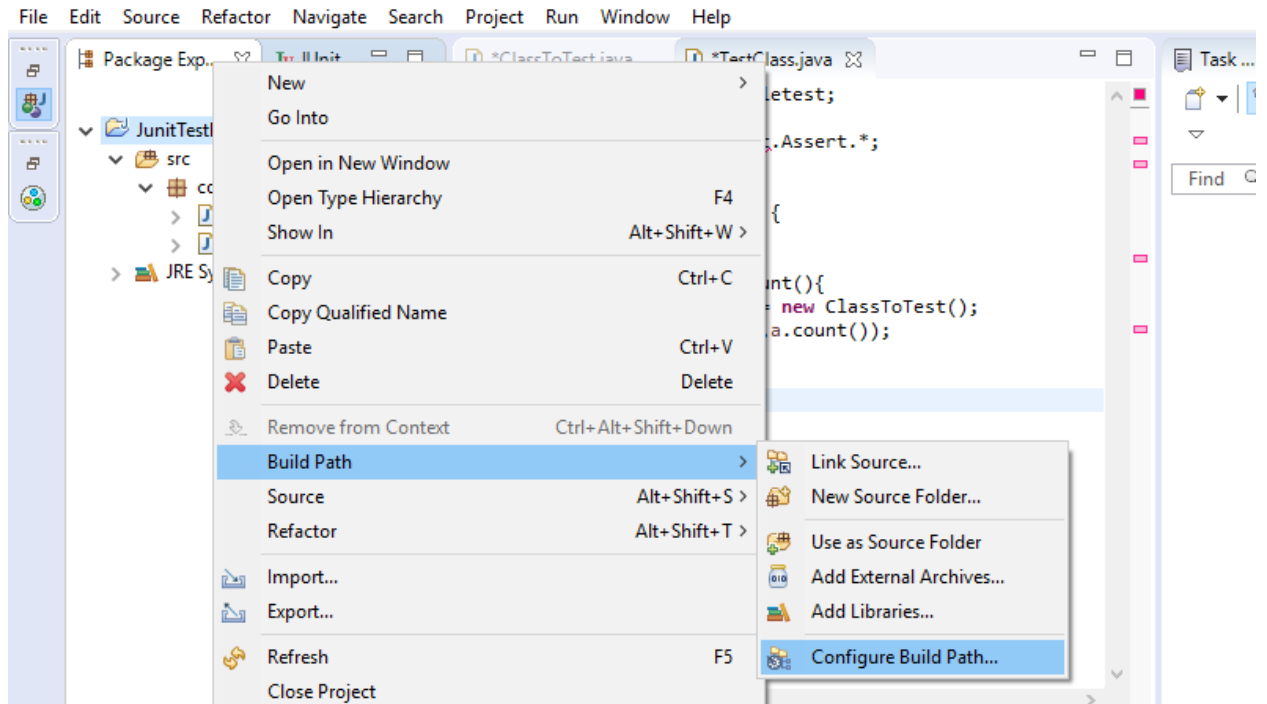 File Edit Source Refactor Navigate Search Project Run Window Help
Package Exp... JUnit *ClassToTest.java *TestClass.java Task ...
JunitTest
src
JRE Sy
Find
New
Go Into
Open in New Window
Open Type Hierarchy F4
Show In Alt+Shift+W >
Copy Ctrl+C
Copy Qualified Name
Paste Ctrl+V
Delete Delete
Remove from Context Ctrl+Alt+Shift+Down
Build Path >
Source Alt+Shift+S >
Refactor Alt+Shift+T >
Import...
Export...
Refresh F5
Close Project
letest;
.Assert.*;
{
unt(){
= new ClassToTest();
a.count());
Link Source...
New Source Folder...
Use as Source Folder
Add External Archives...
Add Libraries...
Configure Build Path...